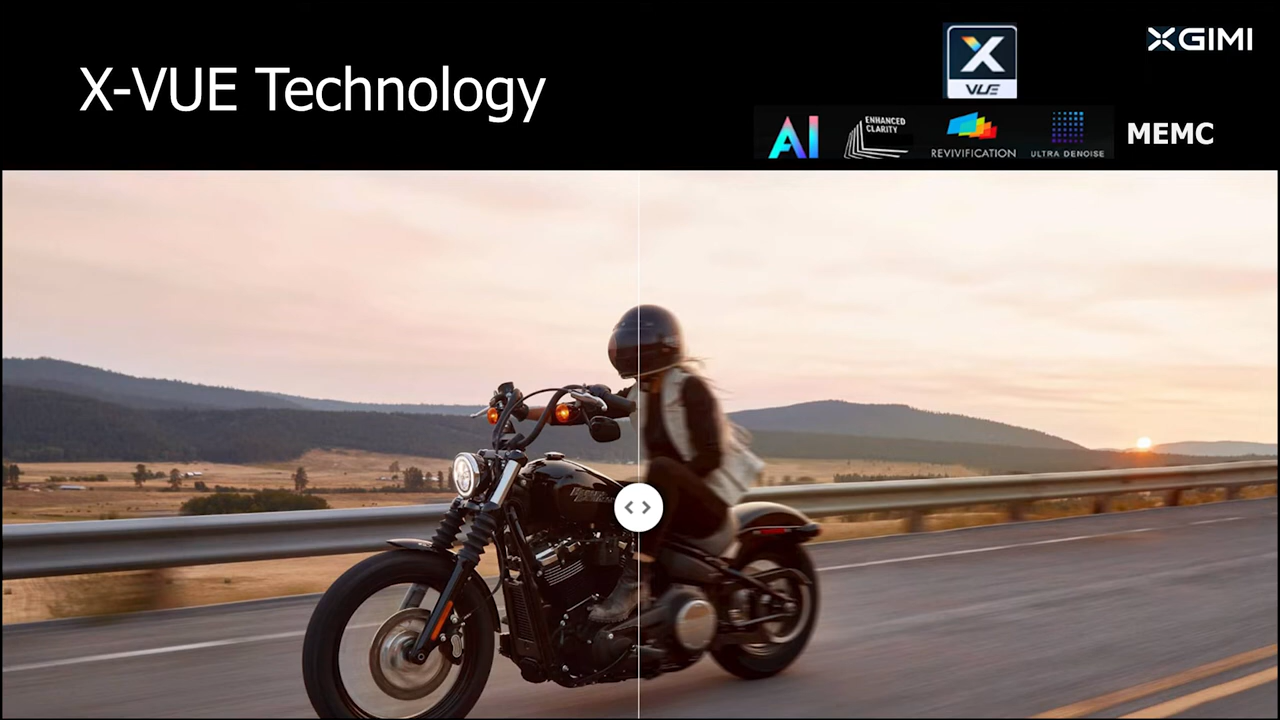 X-VUE Technology
X
VUE
XGIMI
AI
ENHANCED
CLARITY
REVIVIFICATION
ULTRA DENOISE
MEMC